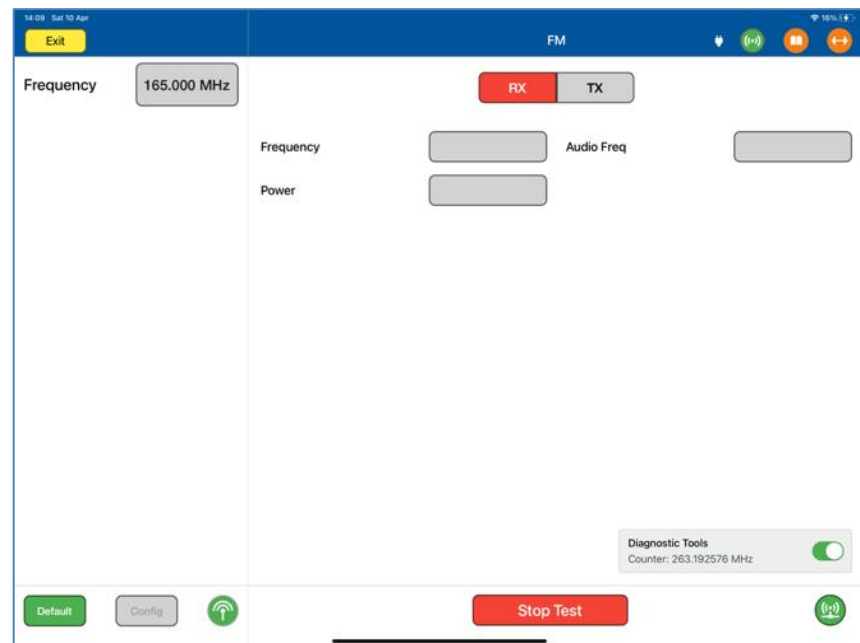 14:09 Sat 10 Apr
16%
Exit
FM
Frequency
165.000 MHz
RX
TX
Frequency
Audio Freq
Power
Diagnostic Tools
Counter: 263.192576 MHz
Default
Config
Stop Test